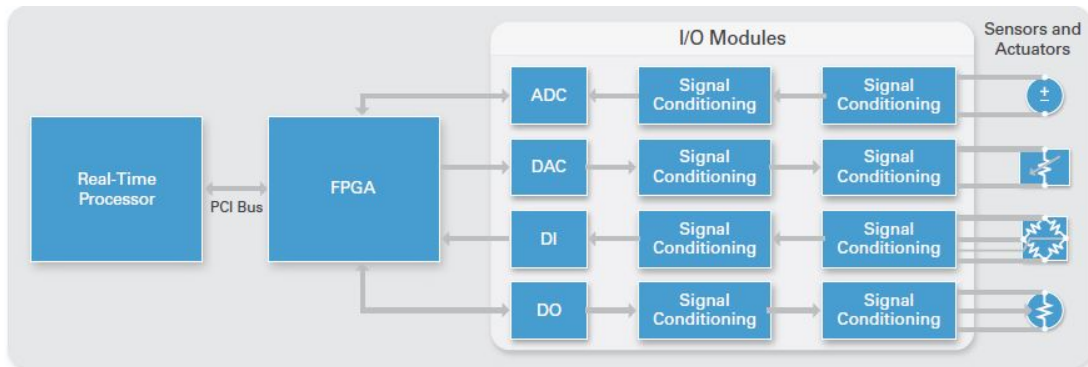 I/O Modules
Sensors and
Actuators
Real-Time
Processor
PCI Bus
FPGA
ADC
Signal
Conditioning
Signal
Conditioning
+
−
DAC
Signal
Conditioning
Signal
Conditioning
DI
Signal
Conditioning
Signal
Conditioning
DO
Signal
Conditioning
Signal
Conditioning